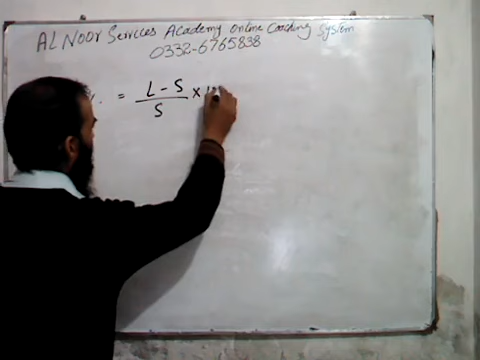 AL Noor Services Academy Online Coaching System
0332-6765838
= L - S / S ×